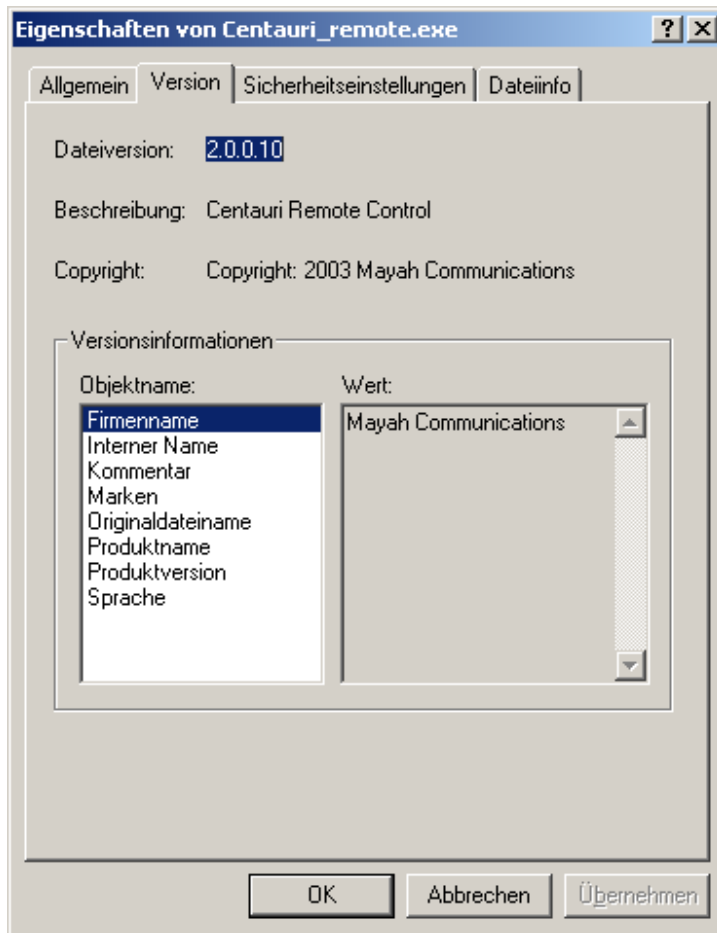 Eigenschaften von Centauri_remote.exe
Allgemein Version Sicherheitseinstellungen Dateiinfo
Dateiversion: 2.0.0.10
Beschreibung: Centauri Remote Control
Copyright: Copyright: 2003 Mayah Communications
Versionsinformationen
Objektname: Wert:
Firmenname Mayah Communications
Interner Name
Kommentar
Marken
Originaldateiname
Produktname
Produktversion
Sprache
OK Abbrechen Übernehmen